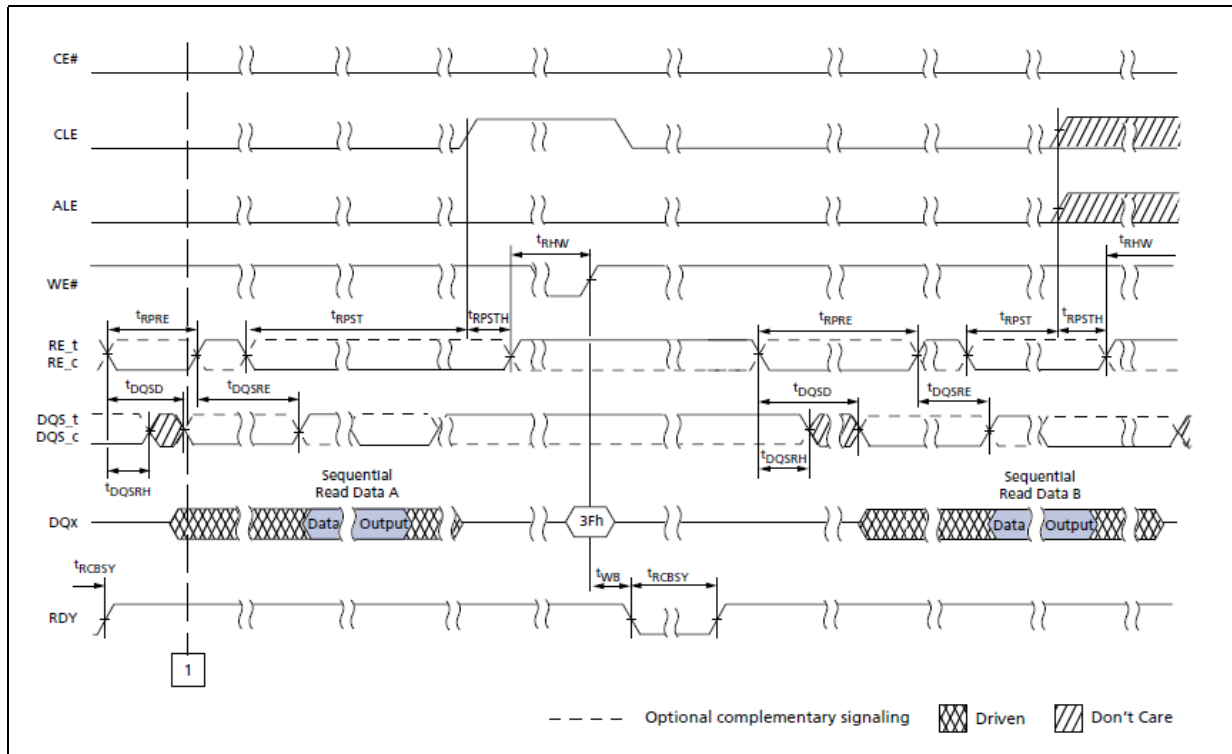 CE#
CLE
ALE
tRHW
tRHW
WE#
tRPRE
tRPST
tRPSTH
tRPRE
tRPST
tRPSTH
RE_t
RE_c
tDQSD
tDQSRE
tDQSD
tDQSRE
DQS_t
DQS_c
tDQSRH
tDQSRH
Sequential
Read Data A
Sequential
Read Data B
DQx
Data
Output
3Fh
Data
Output
tRCBSY
tWB
tRCBSY
RDY
1
Optional complementary signaling
Driven
Don't Care